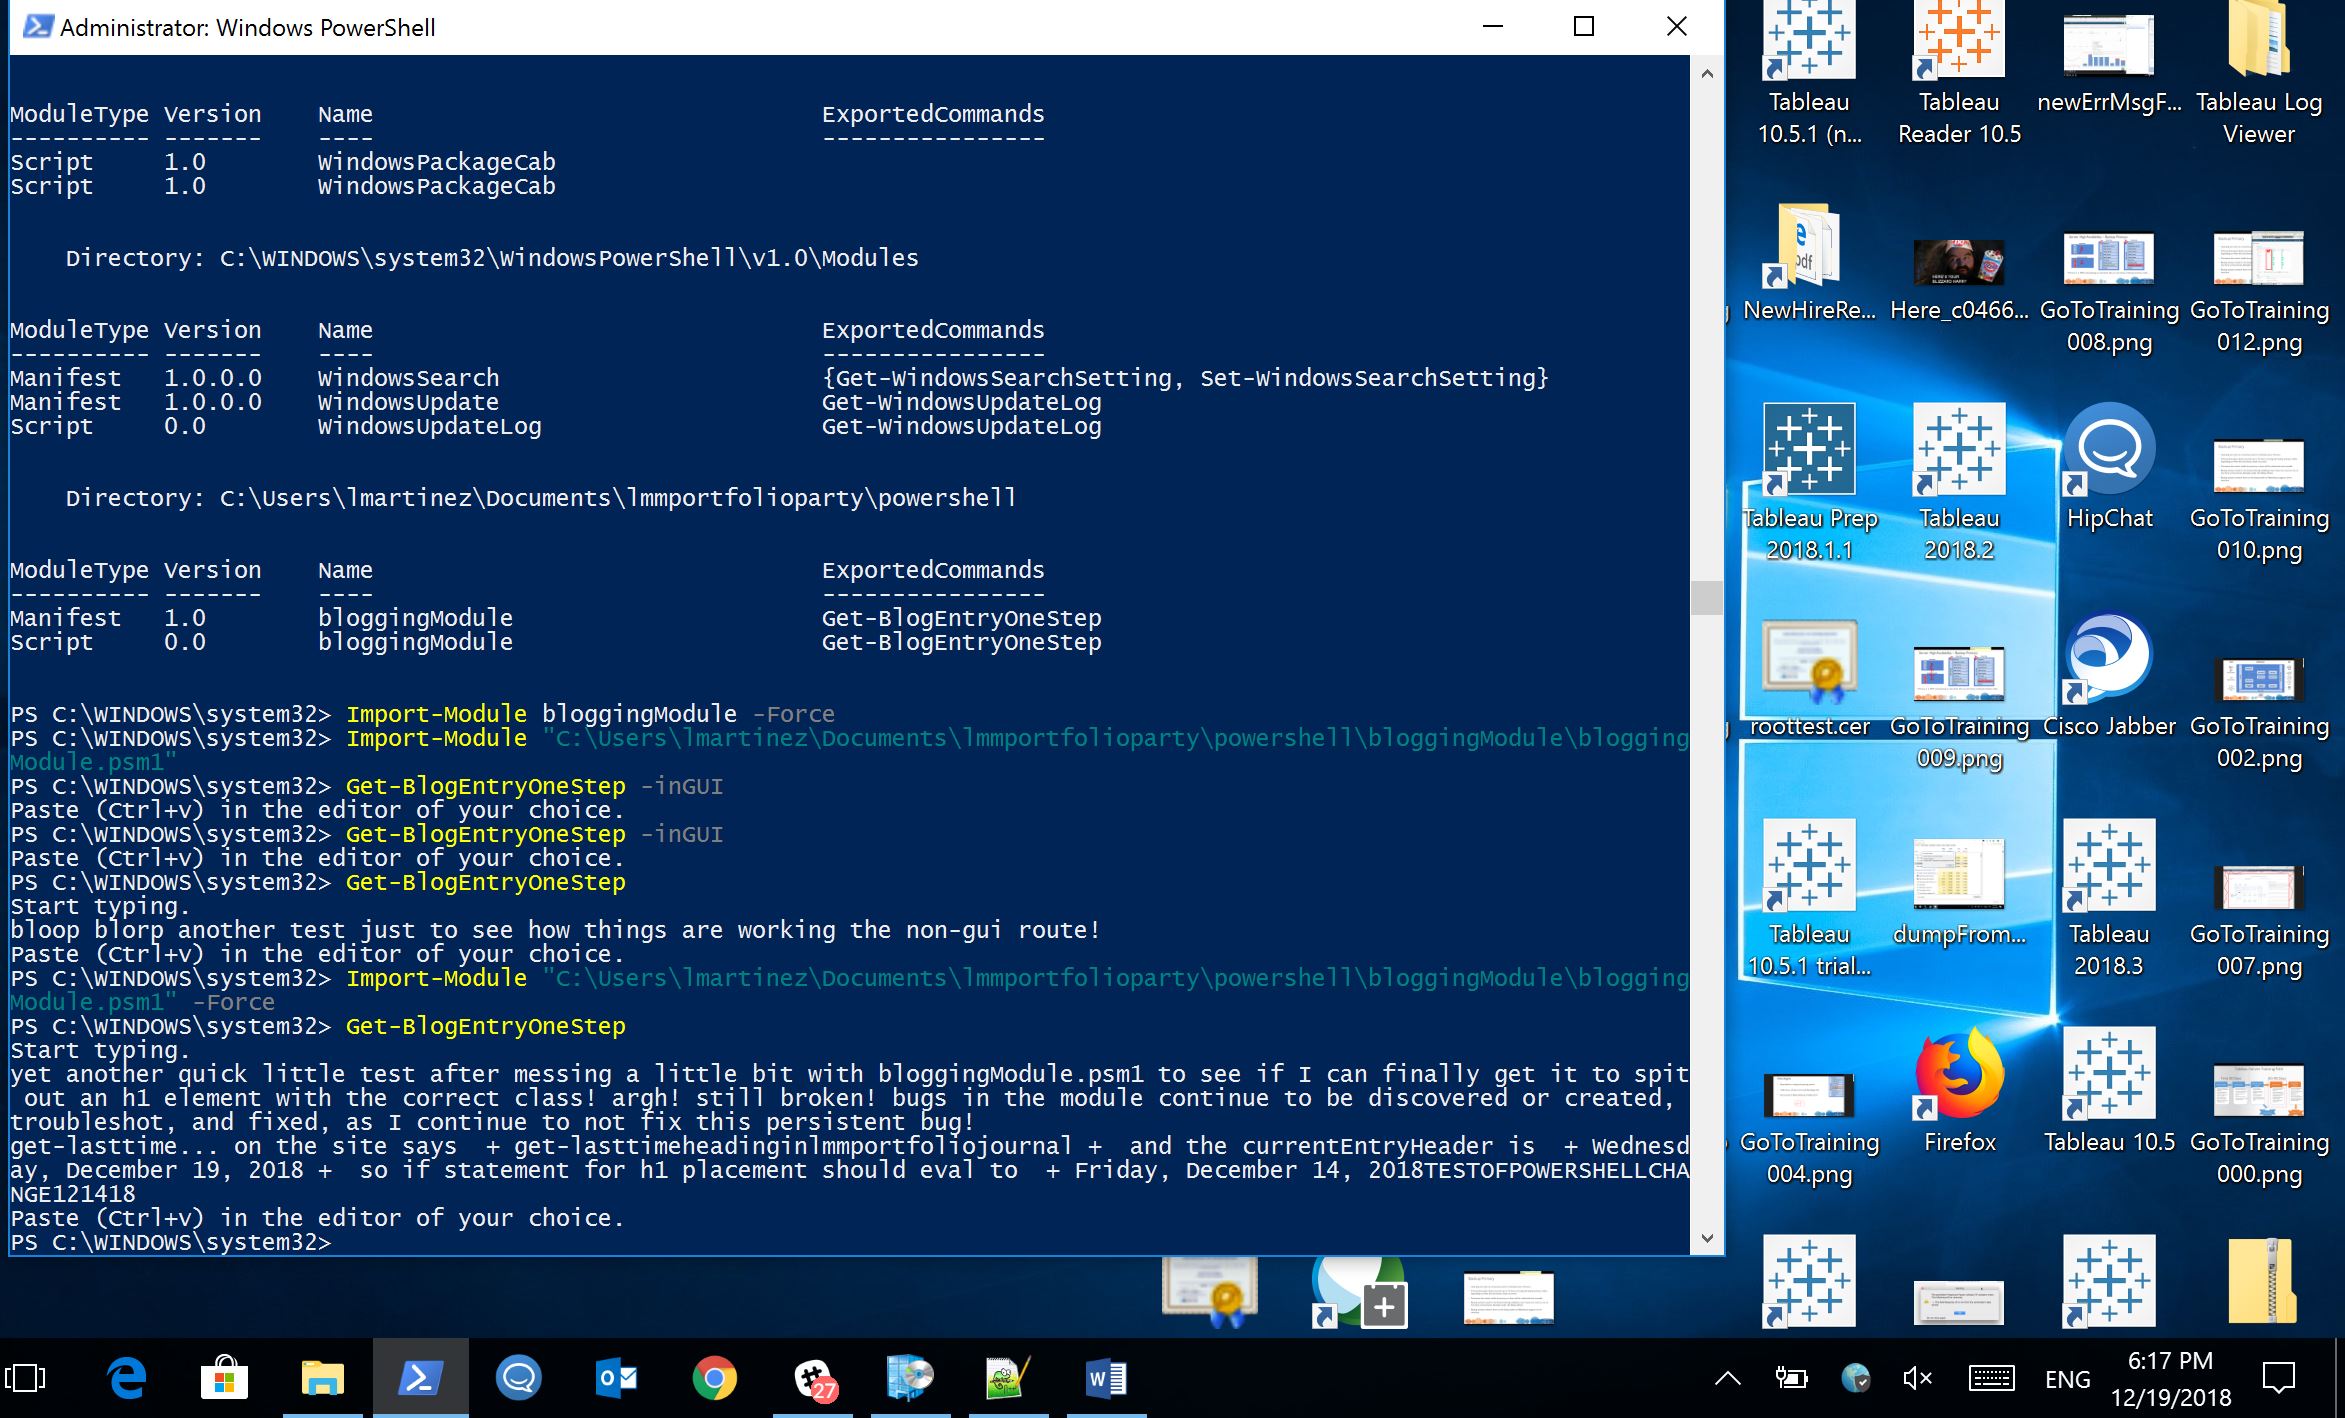 Administrator: Windows PowerShell
ModuleType Version    Name                                ExportedCommands
---------- -------    ----                                ----------------
Script     1.0        WindowsPackageCab
Script     1.0        WindowsPackageCab
Directory: C:\WINDOWS\system32\WindowsPowerShell\v1.0\Modules
ModuleType Version    Name                                ExportedCommands
---------- -------    ----                                ----------------
Manifest   1.0.0.0    WindowsSearch                       {Get-WindowsSearchSetting, Set-WindowsSearchSetting}
Manifest   1.0.0.0    WindowsUpdate                       Get-WindowsUpdateLog
Script     0.0        WindowsUpdateLog                    Get-WindowsUpdateLog
Directory: C:\Users\lmartinez\Documents\lmmportfolioparty\powershell
ModuleType Version    Name                                ExportedCommands
---------- -------    ----                                ----------------
Manifest   1.0        bloggingModule                      Get-BlogEntryOneStep
Script     0.0        bloggingModule                      Get-BlogEntryOneStep
PS C:\WINDOWS\system32> Import-Module bloggingModule -Force
PS C:\WINDOWS\system32> Import-Module "C:\Users\lmartinez\Documents\lmmportfolioparty\powershell\bloggingModule\blogging
Module.psm1"
PS C:\WINDOWS\system32> Get-BlogEntryOneStep -inGUI
Paste (Ctrl+v) in the editor of your choice.
PS C:\WINDOWS\system32> Get-BlogEntryOneStep -inGUI
Paste (Ctrl+v) in the editor of your choice.
PS C:\WINDOWS\system32> Get-BlogEntryOneStep
Start typing.
bloop blorp another test just to see how things are working the non-gui route!
Paste (Ctrl+v) in the editor of your choice.
PS C:\WINDOWS\system32> Import-Module "C:\Users\lmartinez\Documents\lmmportfolioparty\powershell\bloggingModule\blogging
Module.psm1" -Force
PS C:\WINDOWS\system32> Get-BlogEntryOneStep
Start typing.
yet another quick little test after messing a little bit with bloggingModule.psm1 to see if I can finally get it to spit
out an h1 element with the correct class! argh! still broken! bugs in the module continue to be discovered or created,
troubleshot, and fixed, as I continue to not fix this persistent bug!
get-lasttime... on the site says  + get-lasttimeheadinginlmmportfoliojournal +  and the currentEntryHeader is  + Wednesd
ay, December 19, 2018 +  so if statement for h1 placement should eval to  + Friday, December 14, 2018TESTOFPOWERSHELLCHA
NGE121418
Paste (Ctrl+v) in the editor of your choice.
PS C:\WINDOWS\system32>
Tableau
10.5.1 (n...
Tableau
Reader 10.5
newErrMsgF...
Tableau Log
Viewer
NewHireRe...
Here_c0466...
GoToTraining
008.png
GoToTraining
012.png
Tableau Prep
2018.1.1
Tableau
2018.2
HipChat
GoToTraining
010.png
roottest.cer
GoToTraining
009.png
Cisco Jabber
GoToTraining
002.png
Tableau
10.5.1 trial...
dumpFrom...
Tableau
2018.3
GoToTraining
007.png
GoToTraining
004.png
Firefox
Tableau 10.5
GoToTraining
000.png
27
ENG
6:17 PM
12/19/2018